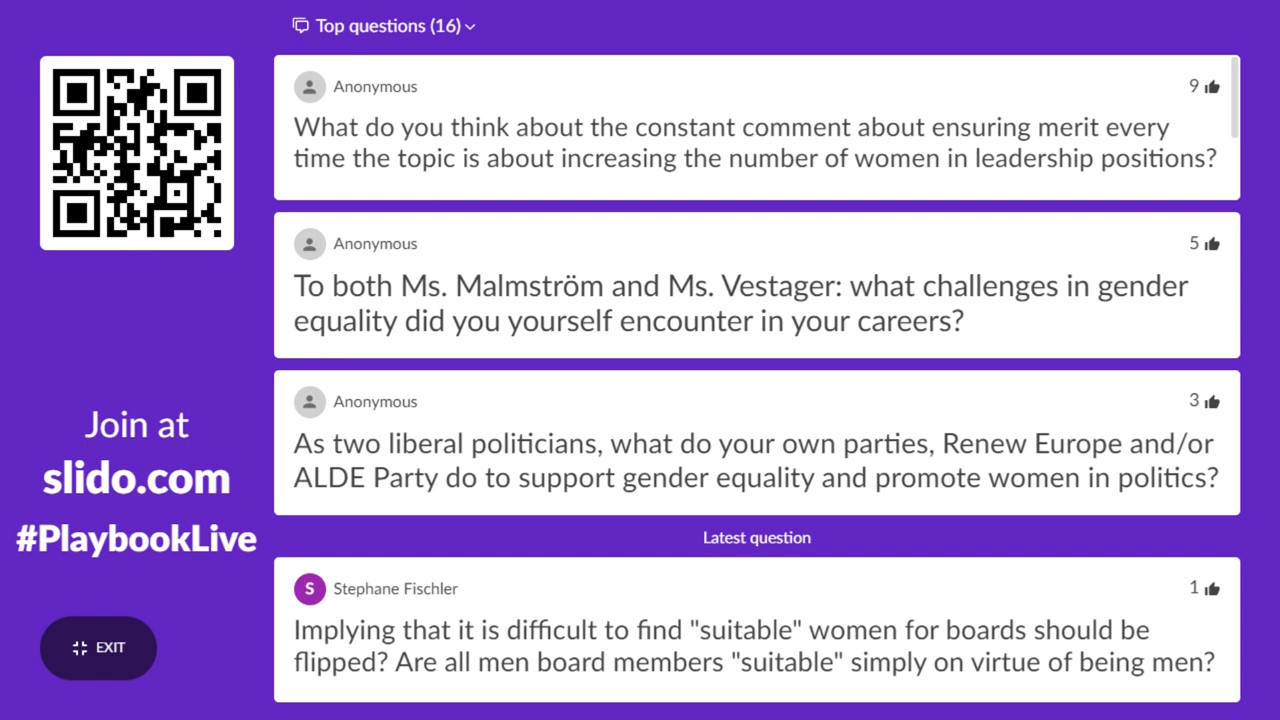 Top questions (16)
Anonymous
9
What do you think about the constant comment about ensuring merit every
time the topic is about increasing the number of women in leadership positions?
Anonymous
5
To both Ms. Malmström and Ms. Vestager: what challenges in gender
equality did you yourself encounter in your careers?
Anonymous
3
As two liberal politicians, what do your own parties, Renew Europe and/or
ALDE Party do to support gender equality and promote women in politics?
Latest question
S
Stephane Fischler
1
Implying that it is difficult to find "suitable" women for boards should be
flipped? Are all men board members "suitable" simply on virtue of being men?
Join at
slido.com
#PlaybookLive
EXIT